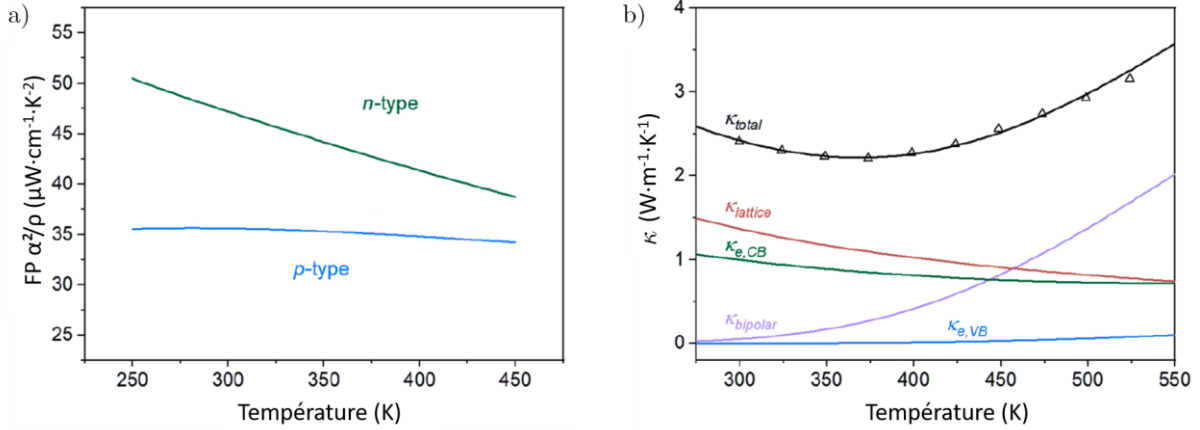 a)
55
50
45
40
35
30
25
FP α²/ρ (μW·cm⁻¹·K⁻²)
n-type
p-type
250 300 350 400 450
Température (K)
b)
4
3
2
1
0
κ (W·m⁻¹·K⁻¹)
κtotal
κlattice
κe,CB
κbipolar
κe,VB
300 350 400 450 500 550
Température (K)